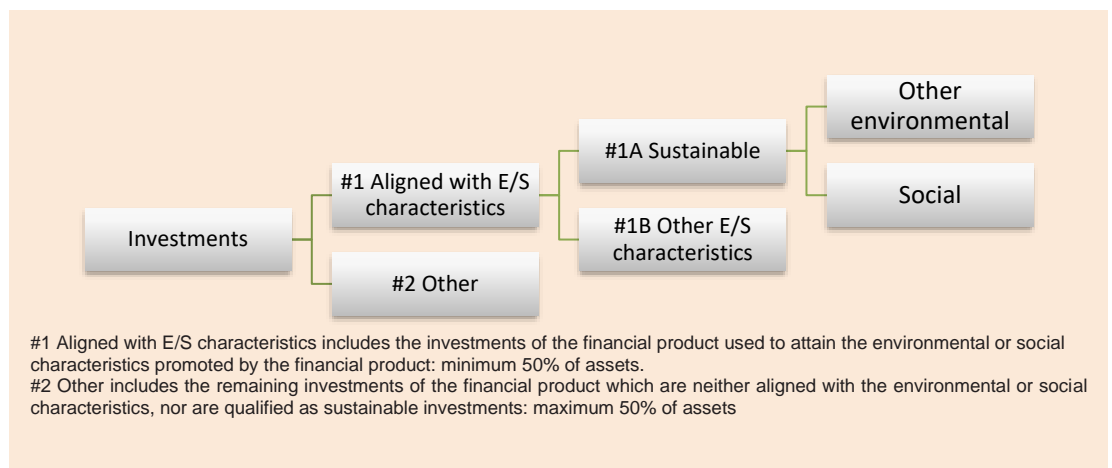 Investments
#1 Aligned with E/S
characteristics
#2 Other
#1A Sustainable
#1B Other E/S
characteristics
Other
environmental
Social
#1 Aligned with E/S characteristics includes the investments of the financial product used to attain the environmental or social
characteristics promoted by the financial product: minimum 50% of assets.
#2 Other includes the remaining investments of the financial product which are neither aligned with the environmental or social
characteristics, nor are qualified as sustainable investments: maximum 50% of assets